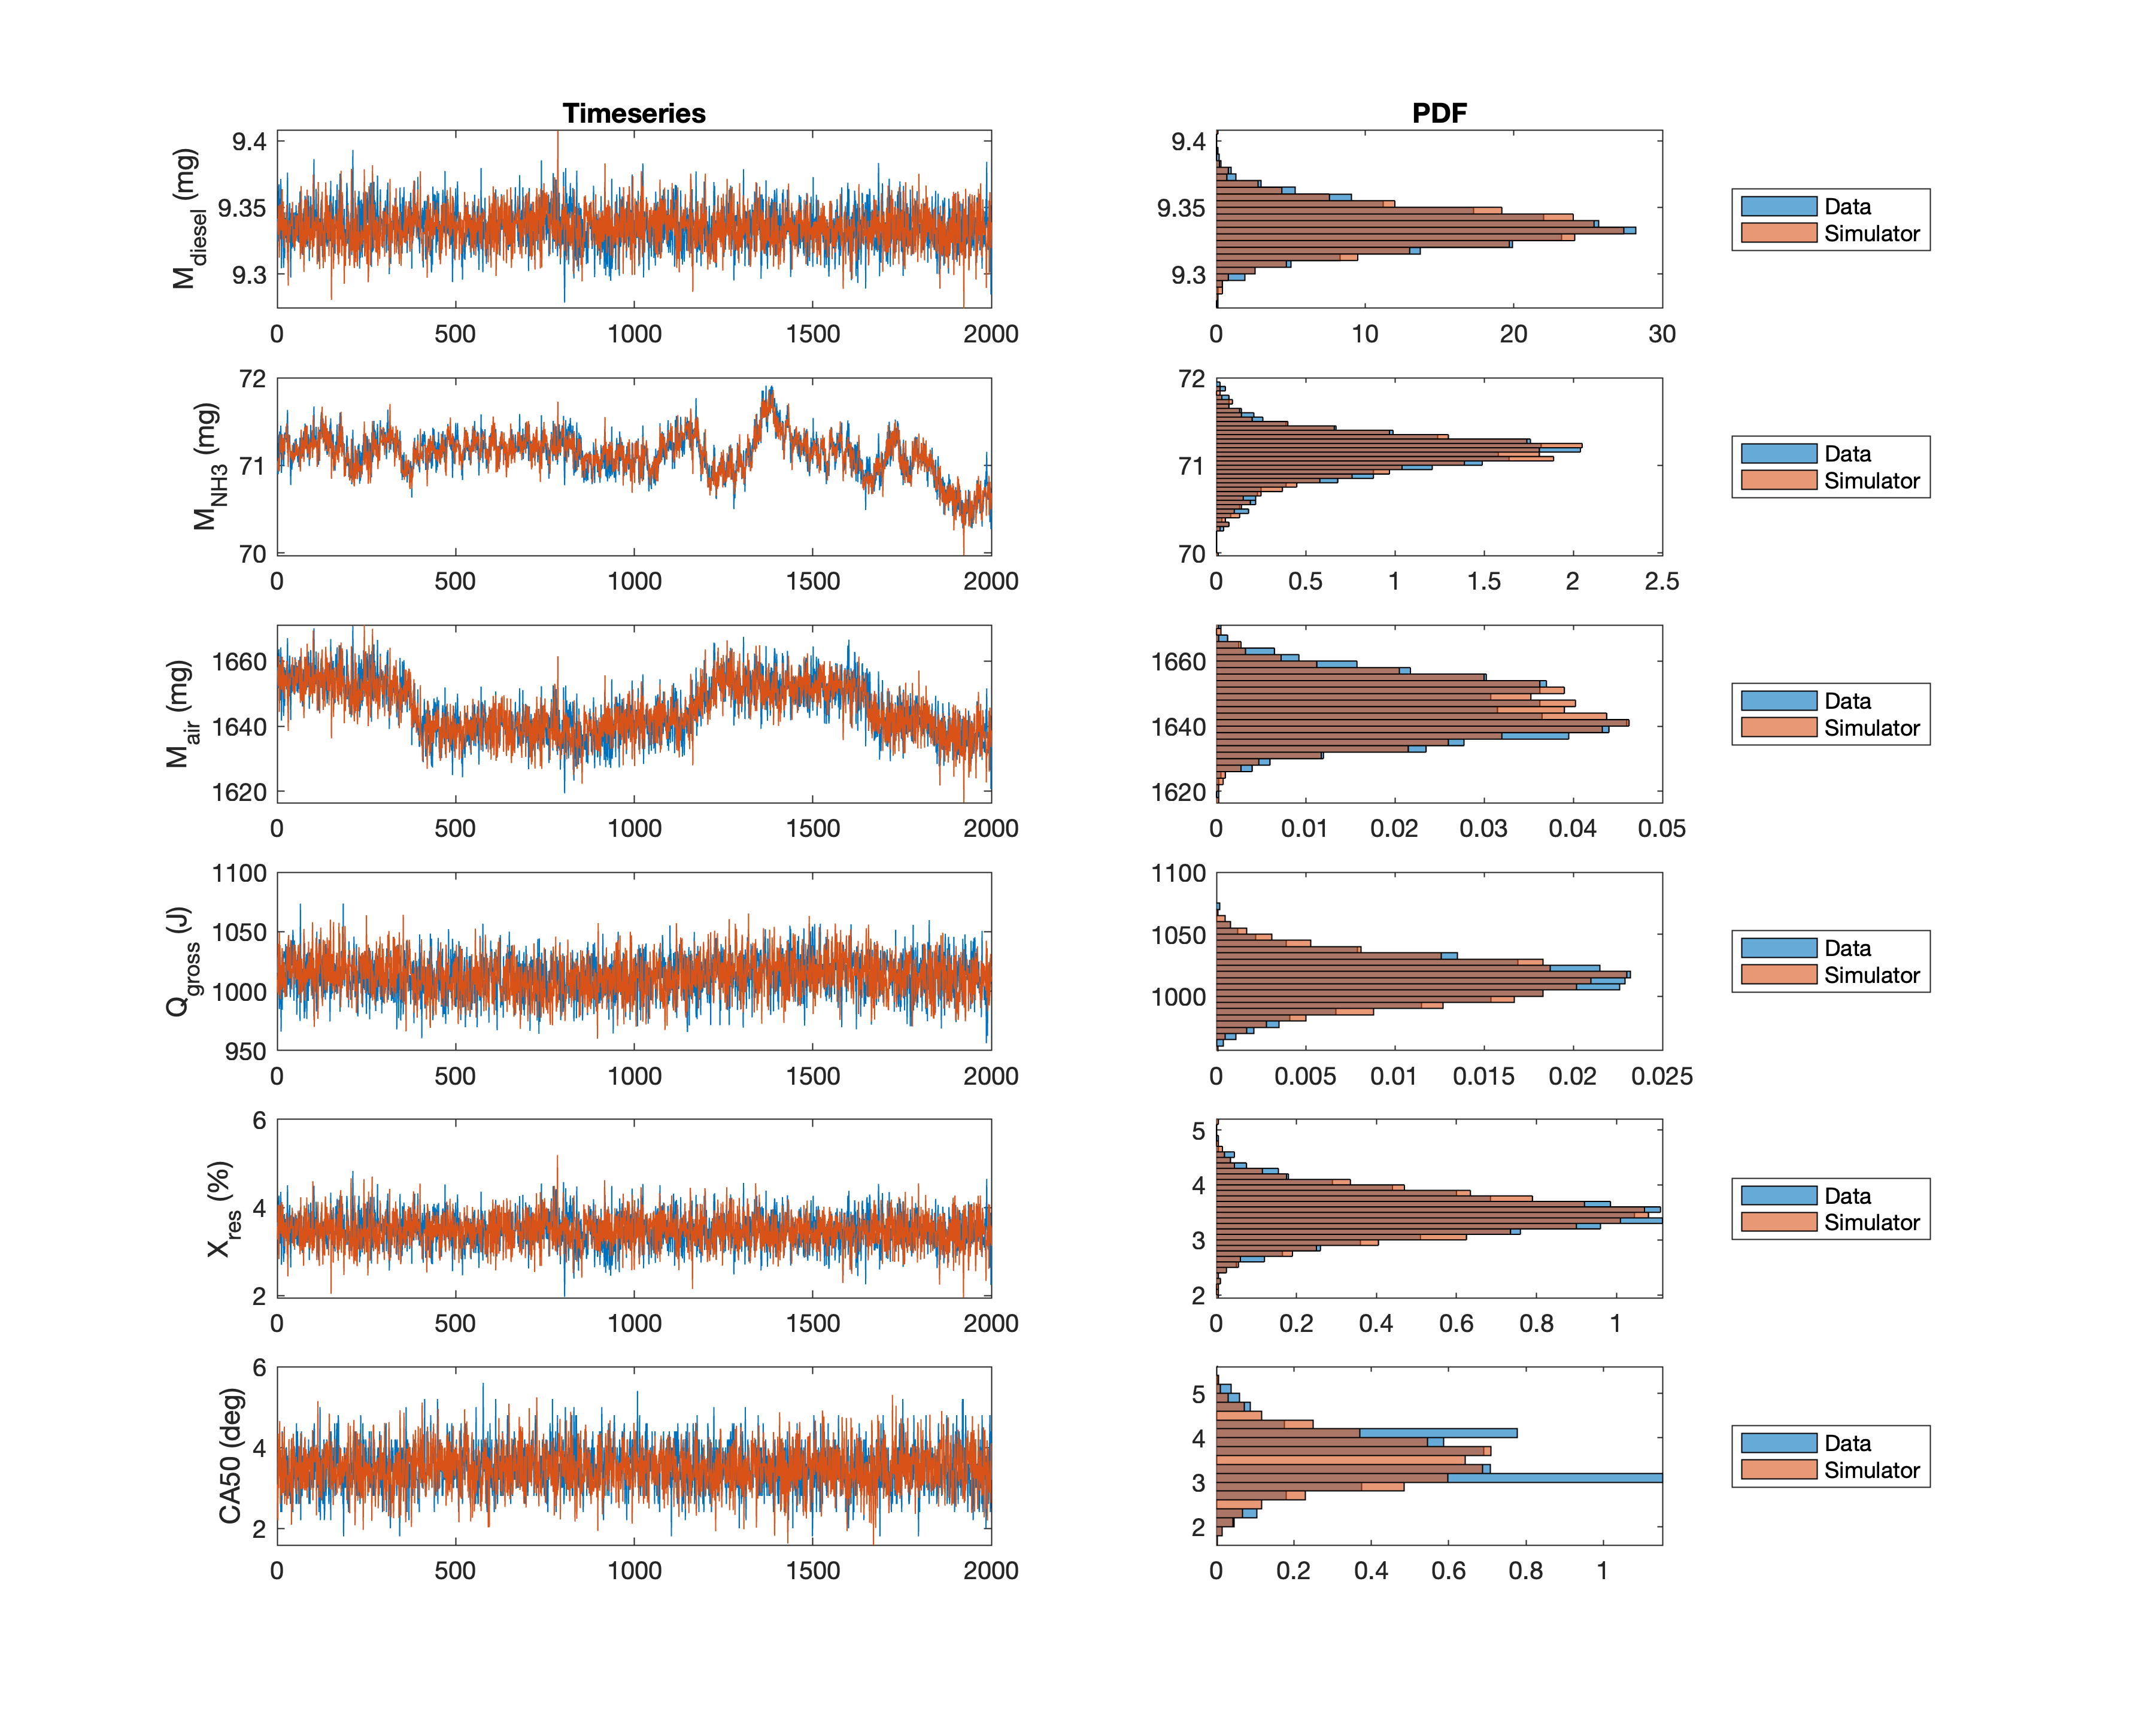 Timeseries PDF
M_diesel (mg)
9.4
9.35
9.3
0 500 1000 1500 2000
9.4
9.35
9.3
0 10 20 30
Data
Simulator
M_NH3 (mg)
72
71
70
0 500 1000 1500 2000
72
71
70
0 0.5 1 1.5 2 2.5
Data
Simulator
M_air (mg)
1660
1640
1620
0 500 1000 1500 2000
1660
1640
1620
0 0.01 0.02 0.03 0.04 0.05
Data
Simulator
Q_gross (J)
1100
1050
1000
950
0 500 1000 1500 2000
1100
1050
1000
0 0.005 0.01 0.015 0.02 0.025
Data
Simulator
X_res (%)
6
4
2
0 500 1000 1500 2000
5
4
3
2
0 0.2 0.4 0.6 0.8 1
Data
Simulator
CA50 (deg)
6
4
2
0 500 1000 1500 2000
5
4
3
2
0 0.2 0.4 0.6 0.8 1
Data
Simulator